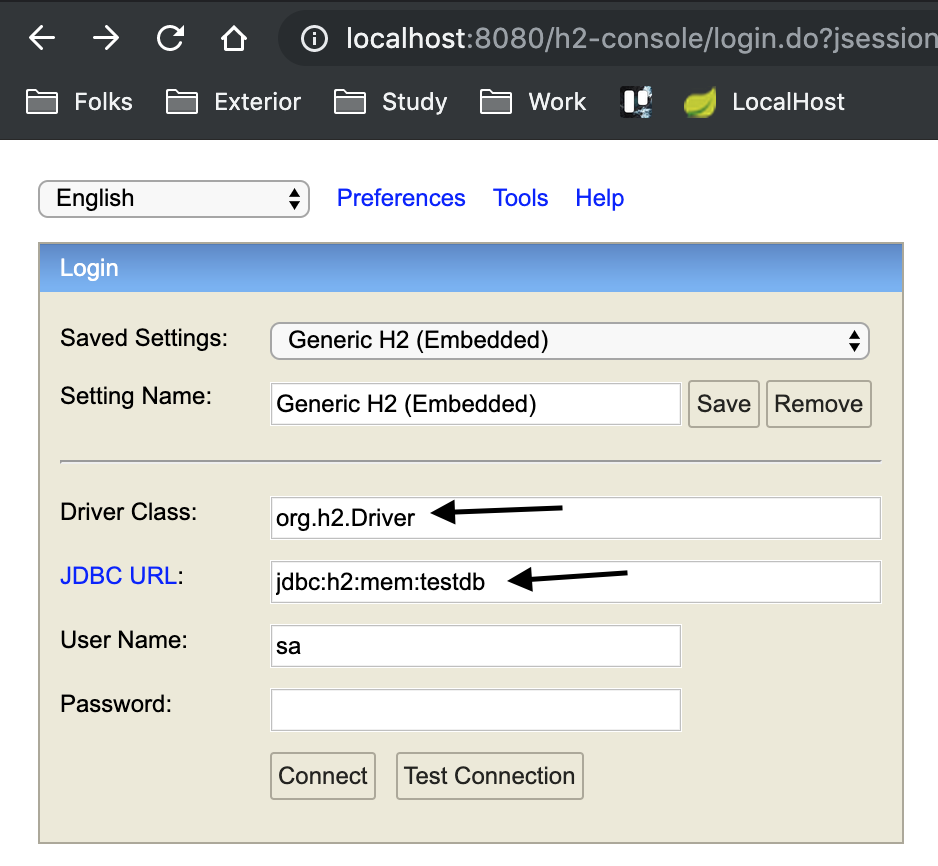 localhost:8080/h2-console/login.do?jsession
Folks Exterior Study Work LocalHost
English Preferences Tools Help
Login
Saved Settings: Generic H2 (Embedded)
Setting Name: Generic H2 (Embedded) Save Remove
Driver Class: org.h2.Driver
JDBC URL: jdbc:h2:mem:testdb
User Name: sa
Password:
Connect Test Connection